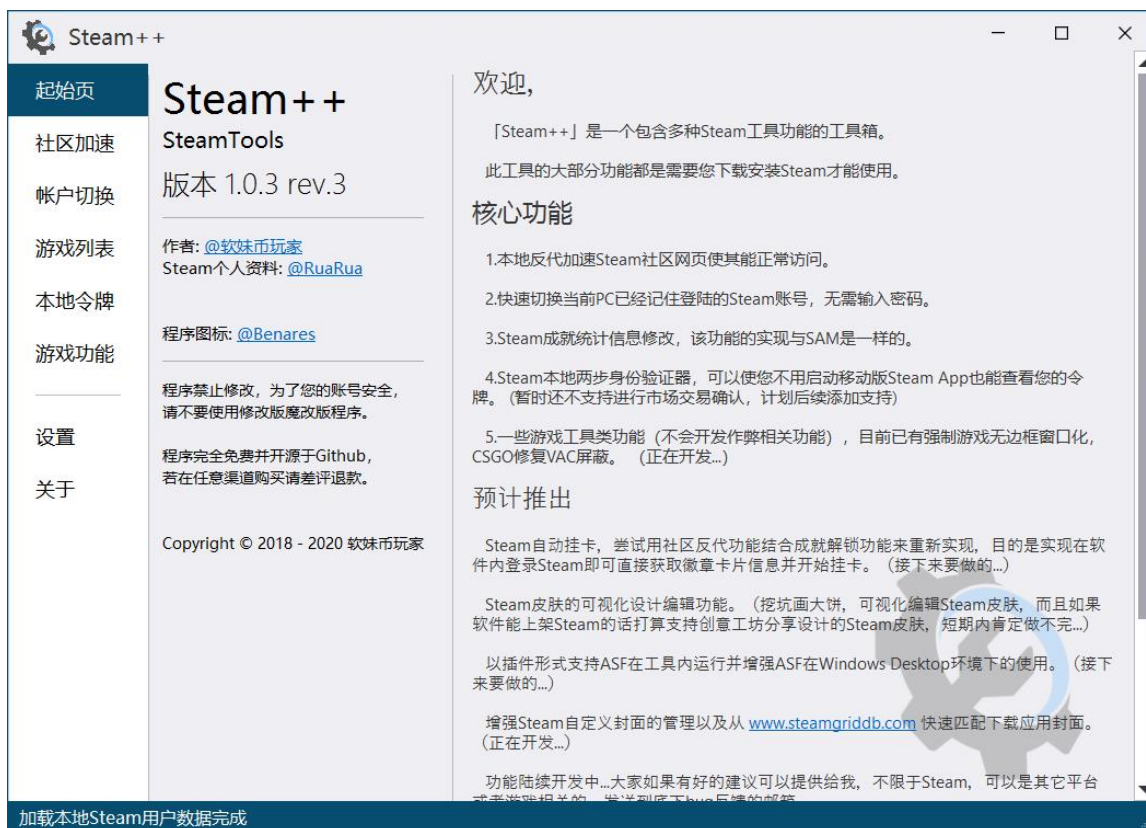 Steam++
起始页
社区加速
帐户切换
游戏列表
本地令牌
游戏功能
设置
关于
Steam++
SteamTools
版本 1.0.3 rev.3
作者: @软妹币玩家
Steam个人资料: @RuaRua
程序图标: @Benares
程序禁止修改，为了您的账号安全，
请不要使用修改版魔改版程序。
程序完全免费并开源于Github，
若在任意渠道购买请差评退款。
Copyright © 2018 - 2020 软妹币玩家
欢迎,
「Steam++」是一个包含多种Steam工具功能的工具箱。
此工具的大部分功能都是需要您下载安装Steam才能使用。
核心功能
1.本地反代加速Steam社区网页使其能正常访问。
2.快速切换当前PC已经记住登陆的Steam账号，无需输入密码。
3.Steam成就统计信息修改，该功能的实现与SAM是一样的。
4.Steam本地两步身份验证器，可以使您不用启动移动版Steam App也能查看您的令
牌。（暂时还不支持进行市场交易确认，计划后续添加支持）
5.一些游戏工具类功能（不会开发作弊相关功能），目前已有强制游戏无边框窗口化，
CSGO修复VAC屏蔽。 （正在开发...）
预计推出
Steam自动挂卡，尝试用社区反代功能结合成就解锁功能来重新实现，目的是实现在软
件内登录Steam即可直接获取徽章卡片信息并开始挂卡。（接下来要做的...）
Steam皮肤的可视化设计编辑功能。（挖坑画大饼，可视化编辑Steam皮肤，而且如果
软件能上架Steam的话打算支持创意工坊分享设计的Steam皮肤，短期内肯定做不完...）
以插件形式支持ASF在工具内运行并增强ASF在Windows Desktop环境下的使用。（接下
来要做的...）
增强Steam自定义封面的管理以及从 www.steamgriddb.com 快速匹配下载应用封面。
（正在开发...）
功能陆续开发中...大家如果有好的建议可以提供给我，不限于Steam，可以是其它平台
或者游戏相关的，发送到底下bug反馈的邮箱
加载本地Steam用户数据完成